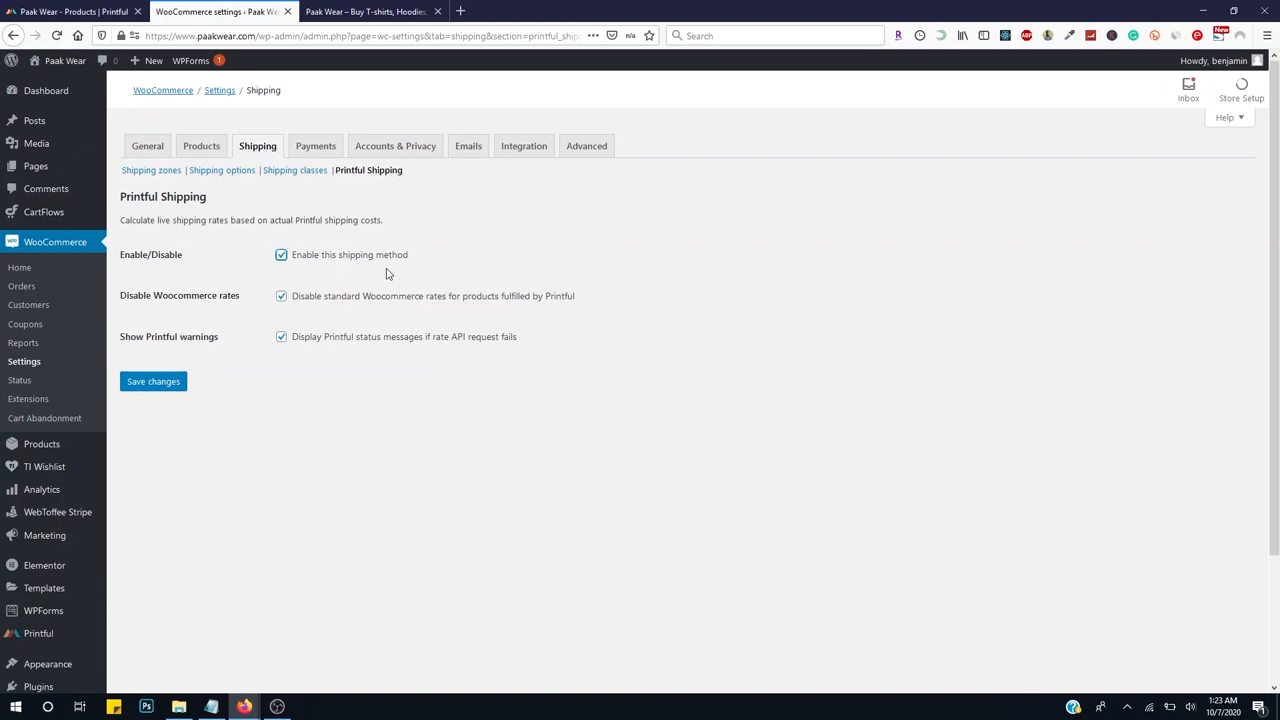 Paak Wear - Products | Printful
WooCommerce settings ‹ Paak We
Paak Wear – Buy T-shirts, Hoodies,
https://www.paakwear.com/wp-admin/admin.php?page=wc-settings&tab=shipping&section=printful_ship
n/a
Search
New
ABP
Paak Wear
0
New
WPForms
1
Howdy, benjamin
Dashboard
Posts
Media
Pages
Comments
CartFlows
WooCommerce
Home
Orders
Customers
Coupons
Reports
Settings
Status
Extensions
Cart Abandonment
Products
TI Wishlist
Analytics
WebToffee Stripe
Marketing
Elementor
Templates
WPForms
Printful
Appearance
Plugins
WooCommerce / Settings / Shipping
Inbox
Store Setup
Help
General
Products
Shipping
Payments
Accounts & Privacy
Emails
Integration
Advanced
Shipping zones | Shipping options | Shipping classes | Printful Shipping
Printful Shipping
Calculate live shipping rates based on actual Printful shipping costs.
Enable/Disable
Enable this shipping method
Disable Woocommerce rates
Disable standard Woocommerce rates for products fulfilled by Printful
Show Printful warnings
Display Printful status messages if rate API request fails
Save changes
Ps
1:23 AM
10/7/2020